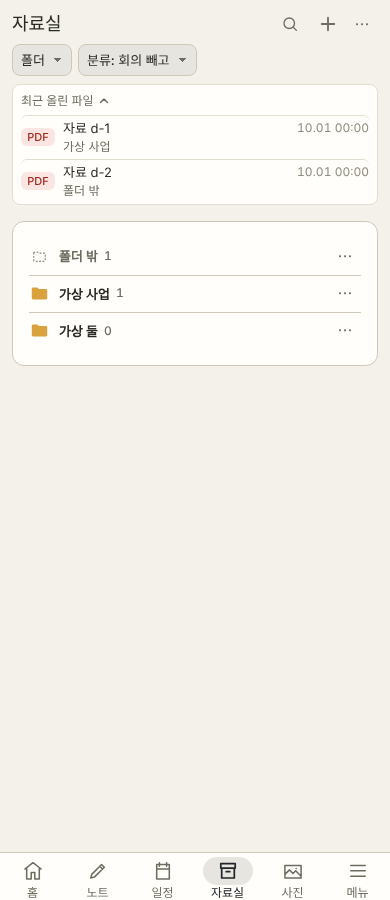 자료실
폴더 분류: 회의 빼고
최근 올린 파일
PDF 자료 d-1 10.01 00:00
가상 사업
PDF 자료 d-2 10.01 00:00
폴더 밖
폴더 밖 1
가상 사업 1
가상 둘 0
홈 노트 일정 자료실 사진 메뉴